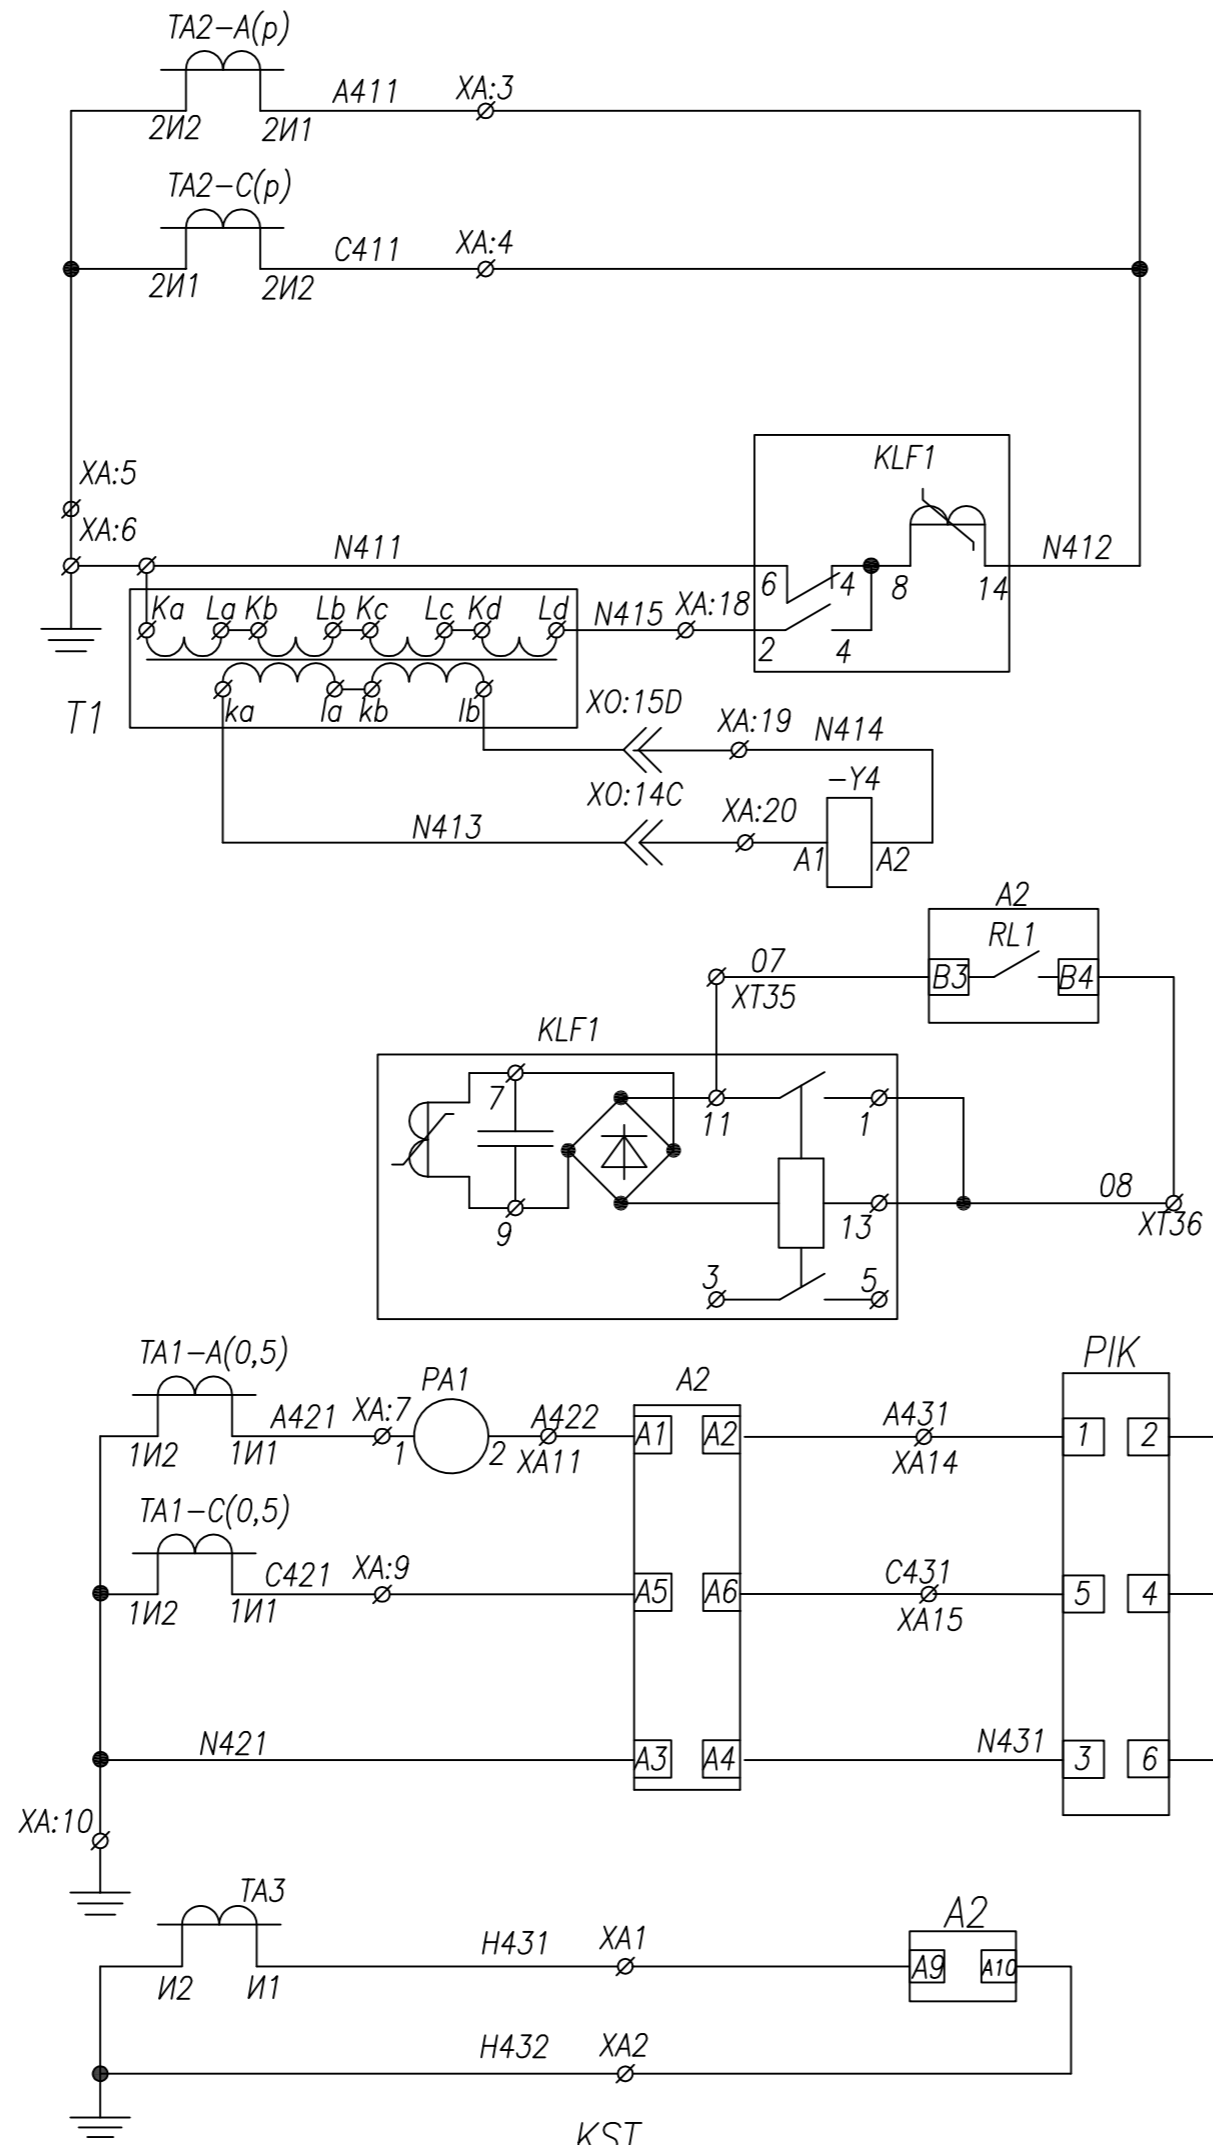 TA2-A(p)
A411 XA:3
2И2 2И1
TA2-C(p)
C411 XA:4
2И1 2И2
XA:5
KLF1
XA:6
N411 N412
6 4 8 14
Ka La Kb Lb Kc Lc Kd Ld N415 XA:18
2 4
ka la kb lb
T1
XO:15D XA:19 N414
-Y4
XO:14C XA:20
N413
A1 A2
A2
RL1
07
B3 B4
XT35
KLF1
7
11 1
08
9 13 XT36
3 5
TA1-A(0,5) PIK
PA1 A2
A421 XA:7 A422 A431
A1 A2 1 2
1И2 1И1 1 2 XA11 XA14
TA1-C(0,5)
C421 XA:9 C431
A5 A6 5 4
1И2 1И1 XA15
N421 N431
A3 A4 3 6
XA:10
TA3
A2
H431 XA1
A9 A10
И2 И1
H432 XA2
KST